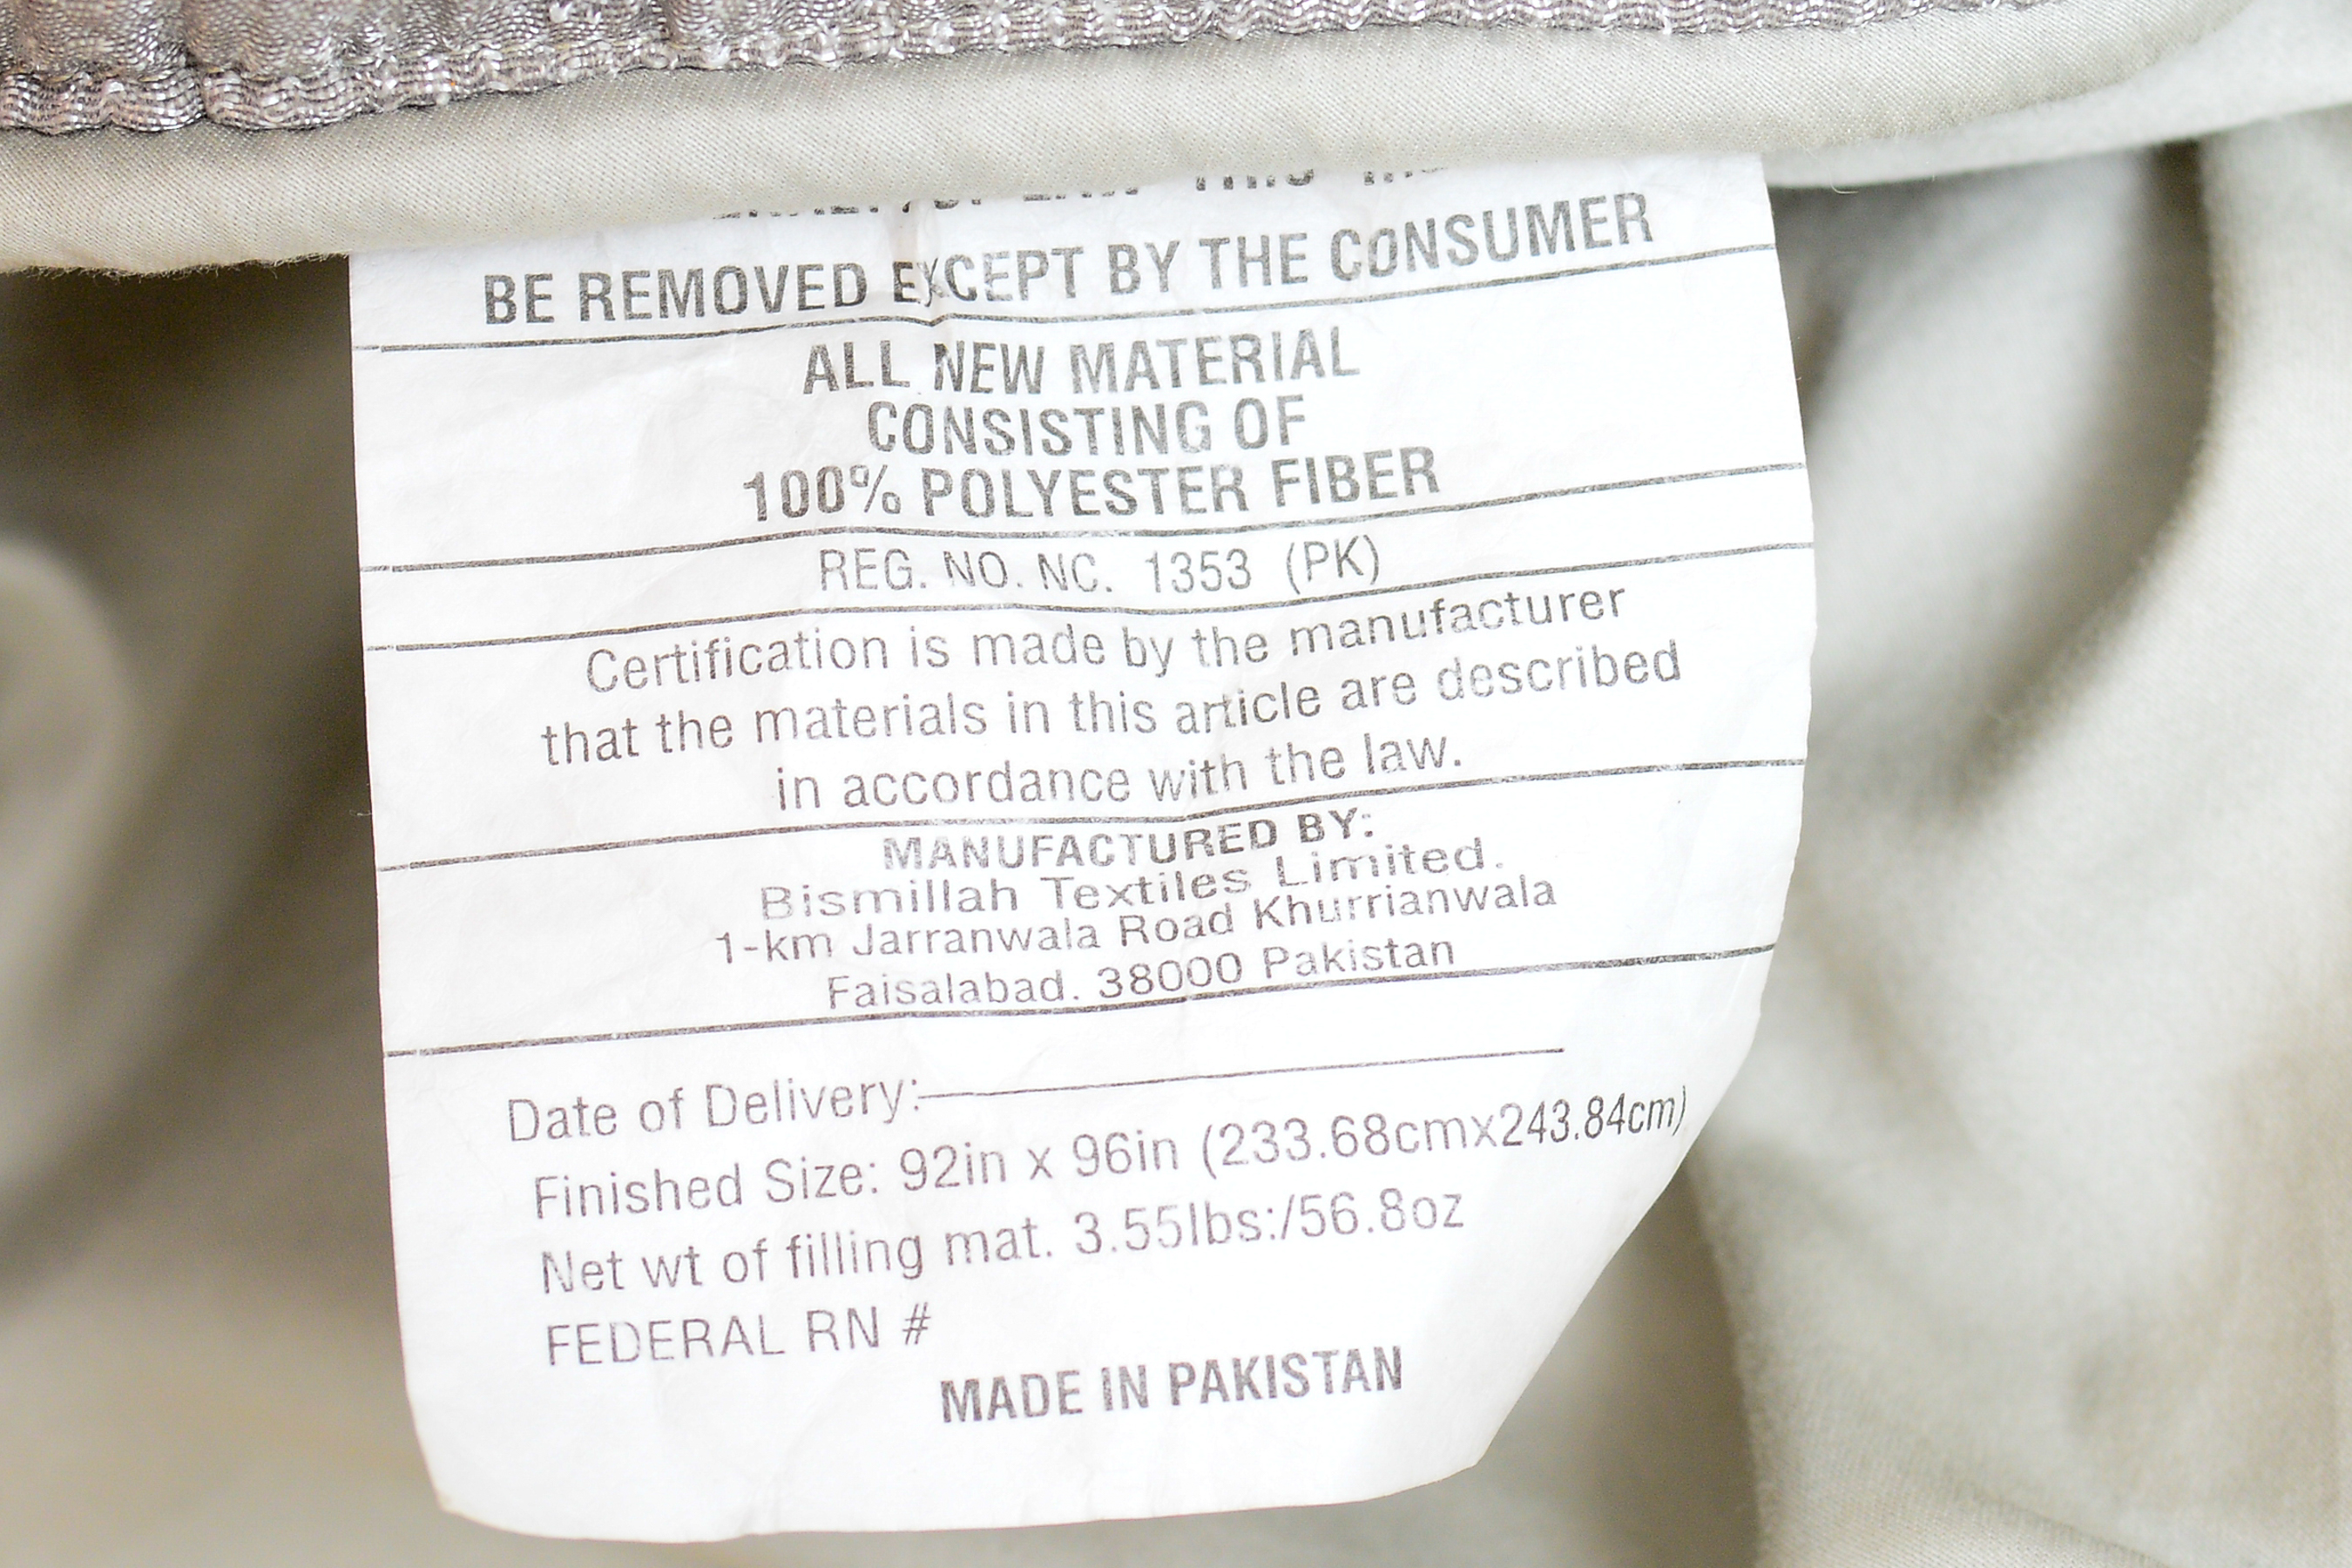 BE REMOVED EXCEPT BY THE CONSUMER
ALL NEW MATERIAL
CONSISTING OF
100% POLYESTER FIBER
REG. NO. NC. 1353 (PK)
Certification is made by the manufacturer
that the materials in this article are described
in accordance with the law.
MANUFACTURED BY:
Bismillah Textiles Limited.
1-km Jarranwala Road Khurrianwala
Faisalabad. 38000 Pakistan
Date of Delivery:
Finished Size: 92in x 96in (233.68cmx243.84cm)
Net wt of filling mat. 3.55lbs:/56.8oz
FEDERAL RN #
MADE IN PAKISTAN